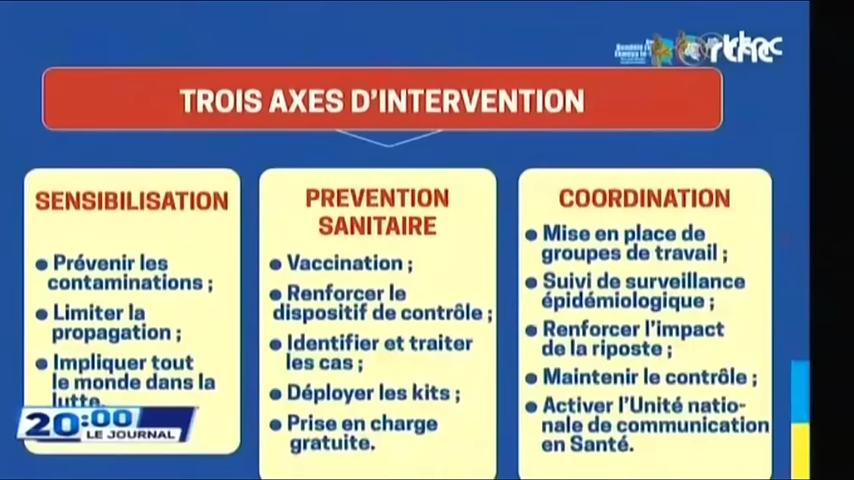 TROIS AXES D'INTERVENTION
SENSIBILISATION
● Prévenir les
contaminations ;
● Limiter la
propagation ;
● Impliquer tout
le monde dans la
lutte.
PREVENTION
SANITAIRE
● Vaccination ;
● Renforcer le
dispositif de contrôle ;
● Identifier et traiter
les cas ;
● Déployer les kits ;
● Prise en charge
gratuite.
COORDINATION
● Mise en place de
groupes de travail ;
● Suivi de surveillance
épidémiologique ;
● Renforcer l'impact
de la riposte ;
● Maintenir le contrôle ;
● Activer l'Unité natio-
nale de communication
en Santé.
20:00
LE JOURNAL